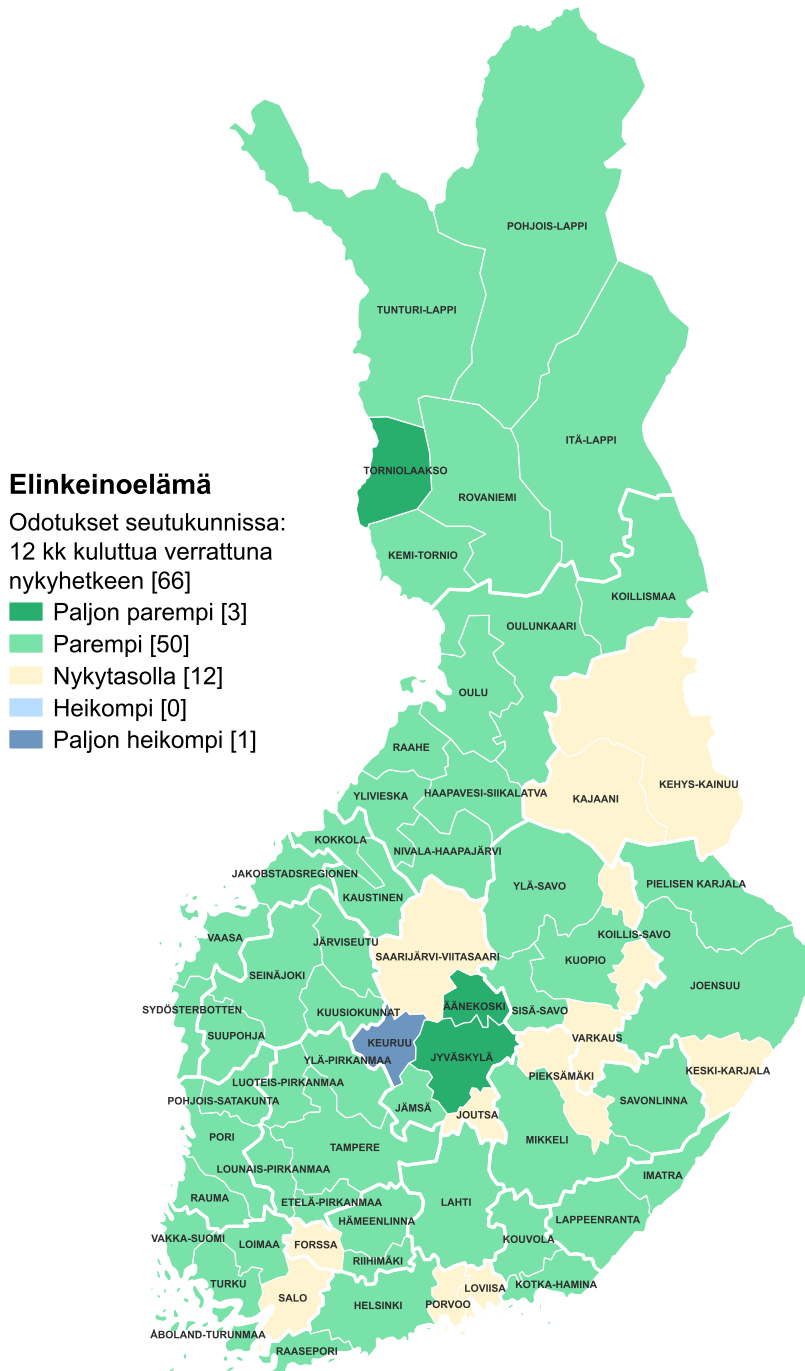 POHJOIS-LAPPI
TUNTURI-LAPPI
ITÄ-LAPPI
TORNIOLAAKSO
ROVANIEMI
KEMI-TORNIO
KOILLISMAA
Elinkeinoelämä
Odotukset seutukunnissa:
12 kk kuluttua verrattuna
nykyhetkeen [66]
Paljon parempi [3]
Parempi [50]
Nykytasolla [12]
Heikompi [0]
Paljon heikompi [1]
OULUNKAARI
OULU
RAAHE
KEHYS-KAINUU
HAAPAVESI-SIIKALATVA
YLIVIESKA
KAJAANI
KOKKOLA
NIVALA-HAAPAJÄRVI
JAKOBSTADSREGIONEN
YLÄ-SAVO
PIELISEN KARJALA
KAUSTINEN
VAASA
JÄRVISEUTU
KOILLIS-SAVO
SAARIJÄRVI-VIITASAARI
KUOPIO
SEINÄJOKI
JOENSUU
SYDÖSTERBOTTEN
KUUSIOKUNNAT
ÄÄNEKOSKI
SISÄ-SAVO
SUUPOHJA
KEURUU
VARKAUS
YLÄ-PIRKANMAA
JYVÄSKYLÄ
KESKI-KARJALA
PIEKSÄMÄKI
LUOTEIS-PIRKANMAA
POHJOIS-SATAKUNTA
JÄMSÄ
SAVONLINNA
JOUTSA
PORI
MIKKELI
TAMPERE
LOUNAIS-PIRKANMAA
IMATRA
RAUMA
ETELÄ-PIRKANMAA
LAHTI
HÄMEENLINNA
LAPPEENRANTA
VAKKA-SUOMI
LOIMAA
FORSSA
KOUVOLA
RIIHIMÄKI
TURKU
KOTKA-HAMINA
LOVIISA
SALO
HELSINKI
PORVOO
ÅBOLAND-TURUNMAA
RAASEPORI